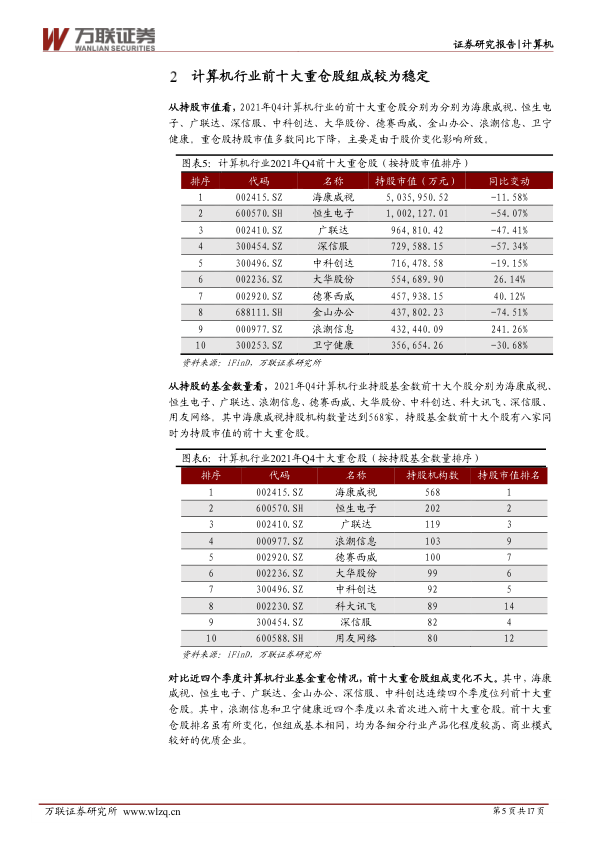 万联证券
WANLIAN SECURITIES
证券研究报告|计算机
2 计算机行业前十大重仓股组成较为稳定
从持股市值看，2021年Q4计算机行业的前十大重仓股分别为分别为海康威视、恒生电
子、广联达、深信服、中科创达、大华股份、德赛西威、金山办公、浪潮信息、卫宁
健康。重仓股持股市值多数同比下降，主要是由于股价变化影响所致。
图表5：计算机行业2021年Q4前十大重仓股（按持股市值排序）
排序 代码 名称 持股市值（万元） 同比变动
1 002415.SZ 海康威视 5,035,950.52 -11.58%
2 600570.SH 恒生电子 1,002,127.01 -54.07%
3 002410.SZ 广联达 964,810.42 -47.41%
4 300454.SZ 深信服 729,588.15 -57.34%
5 300496.SZ 中科创达 716,478.58 -19.15%
6 002236.SZ 大华股份 554,689.90 26.14%
7 002920.SZ 德赛西威 457,938.15 40.12%
8 688111.SH 金山办公 437,802.23 -74.51%
9 000977.SZ 浪潮信息 432,440.09 241.26%
10 300253.SZ 卫宁健康 356,654.26 -30.68%
资料来源：iFinD，万联证券研究所
从持股的基金数量看，2021年Q4计算机行业持股基金数前十大个股分别为海康威视、
恒生电子、广联达、浪潮信息、德赛西威、大华股份、中科创达、科大讯飞、深信服、
用友网络。其中海康威视持股机构数量达到568家，持股基金数前十大个股有八家同
时为持股市值的前十大重仓股。
图表6：计算机行业2021年Q4十大重仓股（按持股基金数量排序）
排序 代码 名称 持股机构数 持股市值排名
1 002415.SZ 海康威视 568 1
2 600570.SH 恒生电子 202 2
3 002410.SZ 广联达 119 3
4 000977.SZ 浪潮信息 103 9
5 002920.SZ 德赛西威 100 7
6 002236.SZ 大华股份 99 6
7 300496.SZ 中科创达 92 5
8 002230.SZ 科大讯飞 89 14
9 300454.SZ 深信服 82 4
10 600588.SH 用友网络 80 12
资料来源：iFinD，万联证券研究所
对比近四个季度计算机行业基金重仓情况，前十大重仓股组成变化不大。其中，海康
威视、恒生电子、广联达、金山办公、深信服、中科创达连续四个季度位列前十大重
仓股。其中，浪潮信息和卫宁健康近四个季度以来首次进入前十大重仓股。前十大重
仓股排名虽有所变化，但组成基本相同，均为各细分行业产品化程度较高、商业模式
较好的优质企业。
万联证券研究所 www.wlzq.cn
第5页共17页